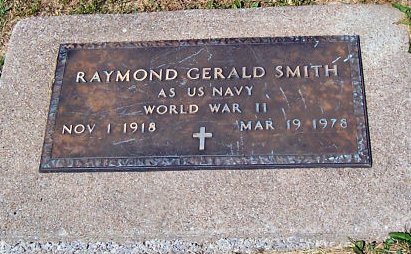 RAYMOND GERALD SMITH
AS US NAVY
WORLD WAR II
NOV 1 1918 MAR 19 1978